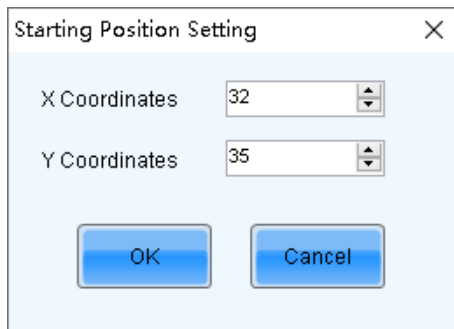 Starting Position Setting
X Coordinates 32
Y Coordinates 35
OK Cancel